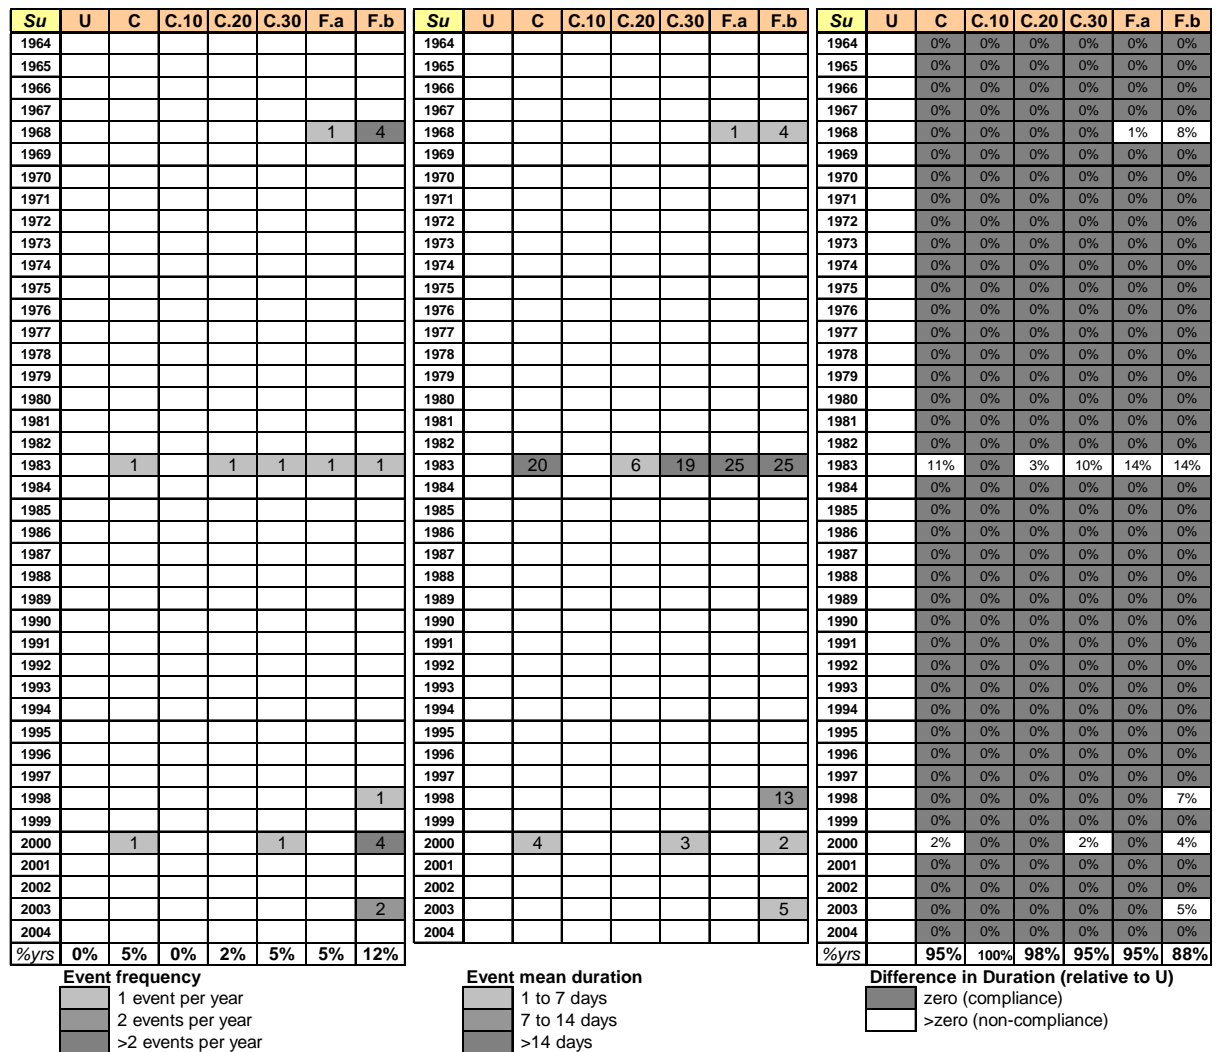 Su U C C.10 C.20 C.30 F.a F.b Su U C C.10 C.20 C.30 F.a F.b Su U C C.10 C.20 C.30 F.a F.b
1964 1964 1964 0% 0% 0% 0% 0% 0%
1965 1965 1965 0% 0% 0% 0% 0% 0%
1966 1966 1966 0% 0% 0% 0% 0% 0%
1967 1967 1967 0% 0% 0% 0% 0% 0%
1968 1 4 1968 1 4 1968 0% 0% 0% 0% 1% 8%
1969 1969 1969 0% 0% 0% 0% 0% 0%
1970 1970 1970 0% 0% 0% 0% 0% 0%
1971 1971 1971 0% 0% 0% 0% 0% 0%
1972 1972 1972 0% 0% 0% 0% 0% 0%
1973 1973 1973 0% 0% 0% 0% 0% 0%
1974 1974 1974 0% 0% 0% 0% 0% 0%
1975 1975 1975 0% 0% 0% 0% 0% 0%
1976 1976 1976 0% 0% 0% 0% 0% 0%
1977 1977 1977 0% 0% 0% 0% 0% 0%
1978 1978 1978 0% 0% 0% 0% 0% 0%
1979 1979 1979 0% 0% 0% 0% 0% 0%
1980 1980 1980 0% 0% 0% 0% 0% 0%
1981 1981 1981 0% 0% 0% 0% 0% 0%
1982 1982 1982 0% 0% 0% 0% 0% 0%
1983 1 1 1 1 1 1983 20 6 19 25 25 1983 11% 0% 3% 10% 14% 14%
1984 1984 1984 0% 0% 0% 0% 0% 0%
1985 1985 1985 0% 0% 0% 0% 0% 0%
1986 1986 1986 0% 0% 0% 0% 0% 0%
1987 1987 1987 0% 0% 0% 0% 0% 0%
1988 1988 1988 0% 0% 0% 0% 0% 0%
1989 1989 1989 0% 0% 0% 0% 0% 0%
1990 1990 1990 0% 0% 0% 0% 0% 0%
1991 1991 1991 0% 0% 0% 0% 0% 0%
1992 1992 1992 0% 0% 0% 0% 0% 0%
1993 1993 1993 0% 0% 0% 0% 0% 0%
1994 1994 1994 0% 0% 0% 0% 0% 0%
1995 1995 1995 0% 0% 0% 0% 0% 0%
1996 1996 1996 0% 0% 0% 0% 0% 0%
1997 1997 1997 0% 0% 0% 0% 0% 0%
1998 1 1998 13 1998 0% 0% 0% 0% 0% 7%
1999 1999 1999 0% 0% 0% 0% 0% 0%
2000 1 1 4 2000 4 3 2 2000 2% 0% 0% 2% 0% 4%
2001 2001 2001 0% 0% 0% 0% 0% 0%
2002 2002 2002 0% 0% 0% 0% 0% 0%
2003 2 2003 5 2003 0% 0% 0% 0% 0% 5%
2004 2004 2004 0% 0% 0% 0% 0% 0%
%yrs 0% 5% 0% 2% 5% 5% 12% %yrs 95% 100% 98% 95% 95% 88%
Event frequency Event mean duration Difference in Duration (relative to U)
1 event per year 1 to 7 days zero (compliance)
2 events per year 7 to 14 days >zero (non-compliance)
>2 events per year >14 days